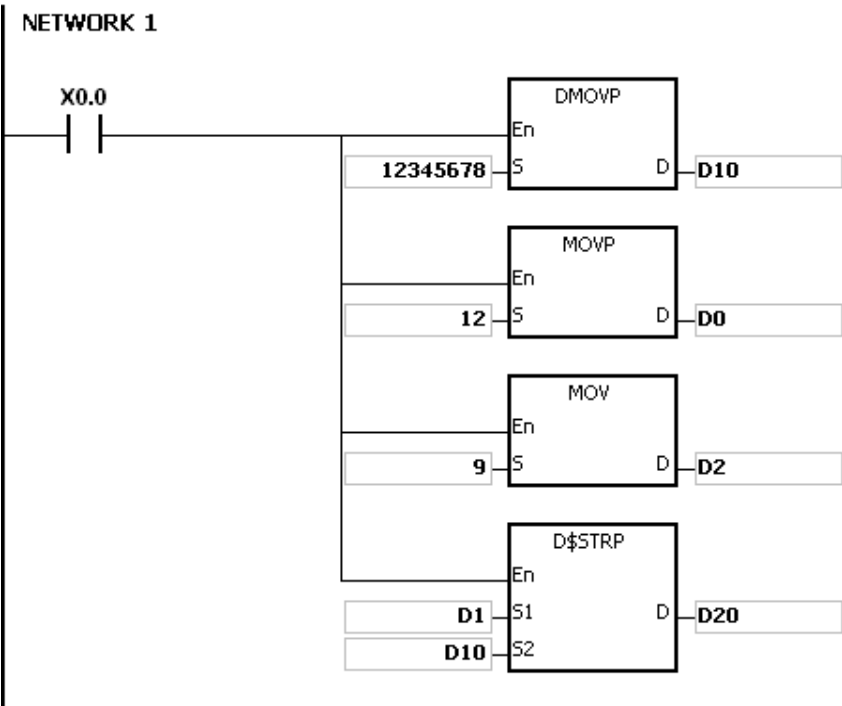 NETWORK 1
X0.0
DMOVP
En
12345678 S D D10
MOVP
En
12 S D D0
MOV
En
9 S D D2
D$STRP
En
D1 S1 D D20
D10 S2